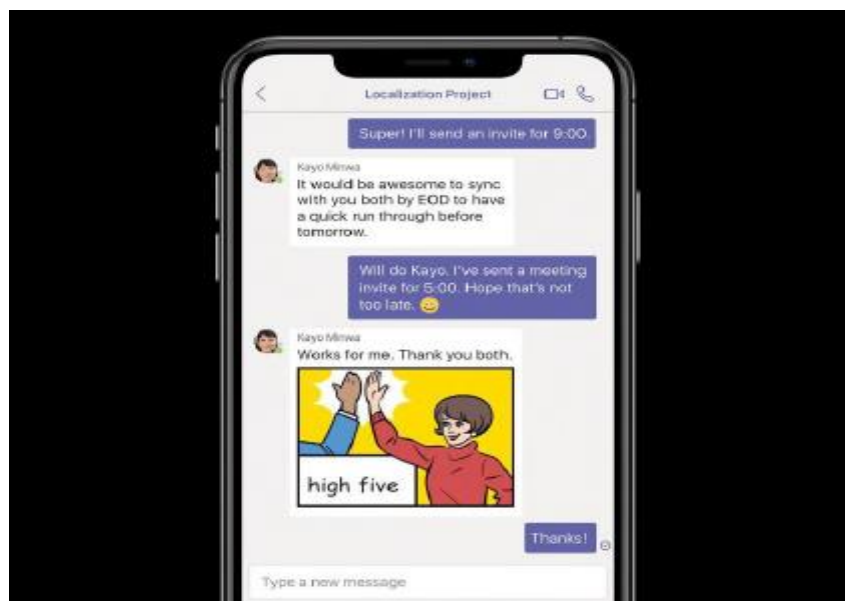 Localization Project
Super! I'll send an invite for 9:00
Kayo Minwa
It would be awesome to sync
with you both by EOD to have
a quick run through before
tomorrow.
Will do Kayo. I've sent a meeting
invite for 5:00. Hope that's not
too late. 😀
Kayo Minwa
Works for me. Thank you both.
high five
Thanks!
Type a new message